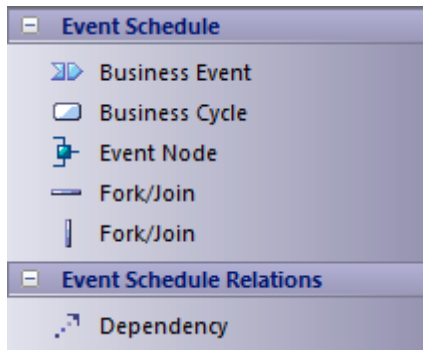 Event Schedule
Business Event
Business Cycle
Event Node
Fork/Join
Fork/Join
Event Schedule Relations
Dependency